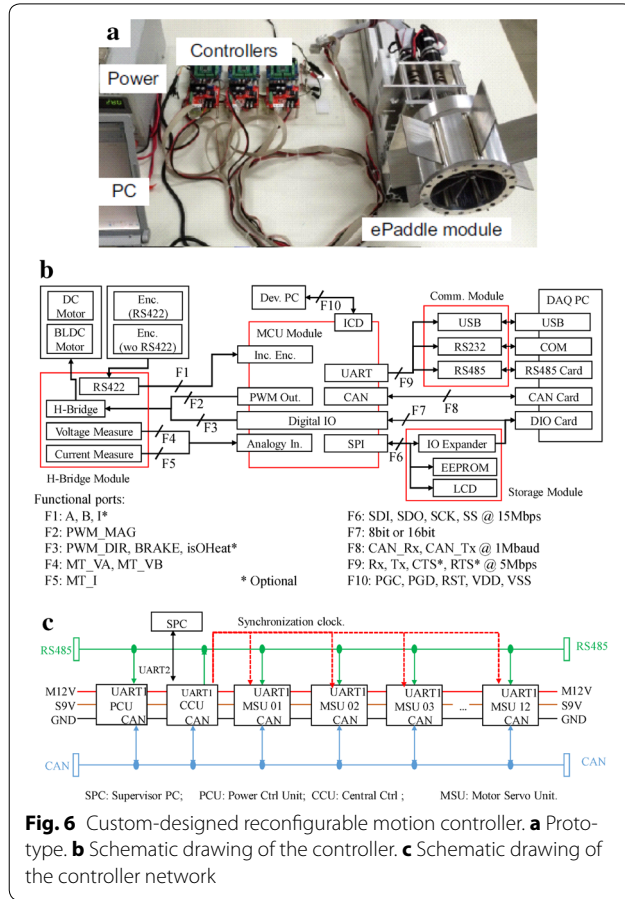 a
Controllers
Power
PC
ePaddle module
b
DC
Motor
BLDC
Motor
Enc.
(RS422)
Enc.
(wo RS422)
Dev. PC
F10
ICD
MCU Module
Comm. Module
DAQ PC
Inc. Enc.
UART
USB
USB
RS232
COM
RS485
RS485 Card
F9
RS422
F1
F2
PWM Out.
CAN
F8
CAN Card
H-Bridge
F3
Digital IO
F7
DIO Card
Voltage Measure
F4
Analogy In.
SPI
F6
IO Expander
Current Measure
F5
EEPROM
LCD
H-Bridge Module
Storage Module
Functional ports:
F1: A, B, I*
F2: PWM_MAG
F3: PWM_DIR, BRAKE, isOHeat*
F4: MT_VA, MT_VB
F5: MT_I
* Optional
F6: SDI, SDO, SCK, SS @ 15Mbps
F7: 8bit or 16bit
F8: CAN_Rx, CAN_Tx @ 1Mbaud
F9: Rx, Tx, CTS*, RTS* @ 5Mbps
F10: PGC, PGD, RST, VDD, VSS
c
SPC
Synchronization clock.
RS485
RS485
UART2
M12V
S9V
GND
UART1
PCU
CAN
UART1
CCU
CAN
UART1
MSU 01
CAN
UART1
MSU 02
CAN
UART1
MSU 03
CAN
...
UART1
MSU 12
CAN
M12V
S9V
GND
CAN
CAN
SPC: Supervisor PC; PCU: Power Ctrl Unit; CCU: Central Ctrl ; MSU: Motor Servo Unit.
Fig. 6 Custom-designed reconfigurable motion controller. a Proto-
type. b Schematic drawing of the controller. c Schematic drawing of
the controller network